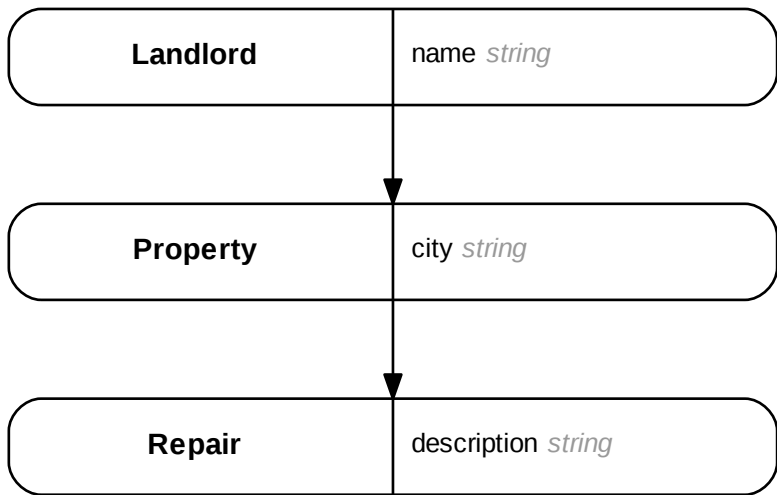 Landlord name string
Property city string
Repair description string